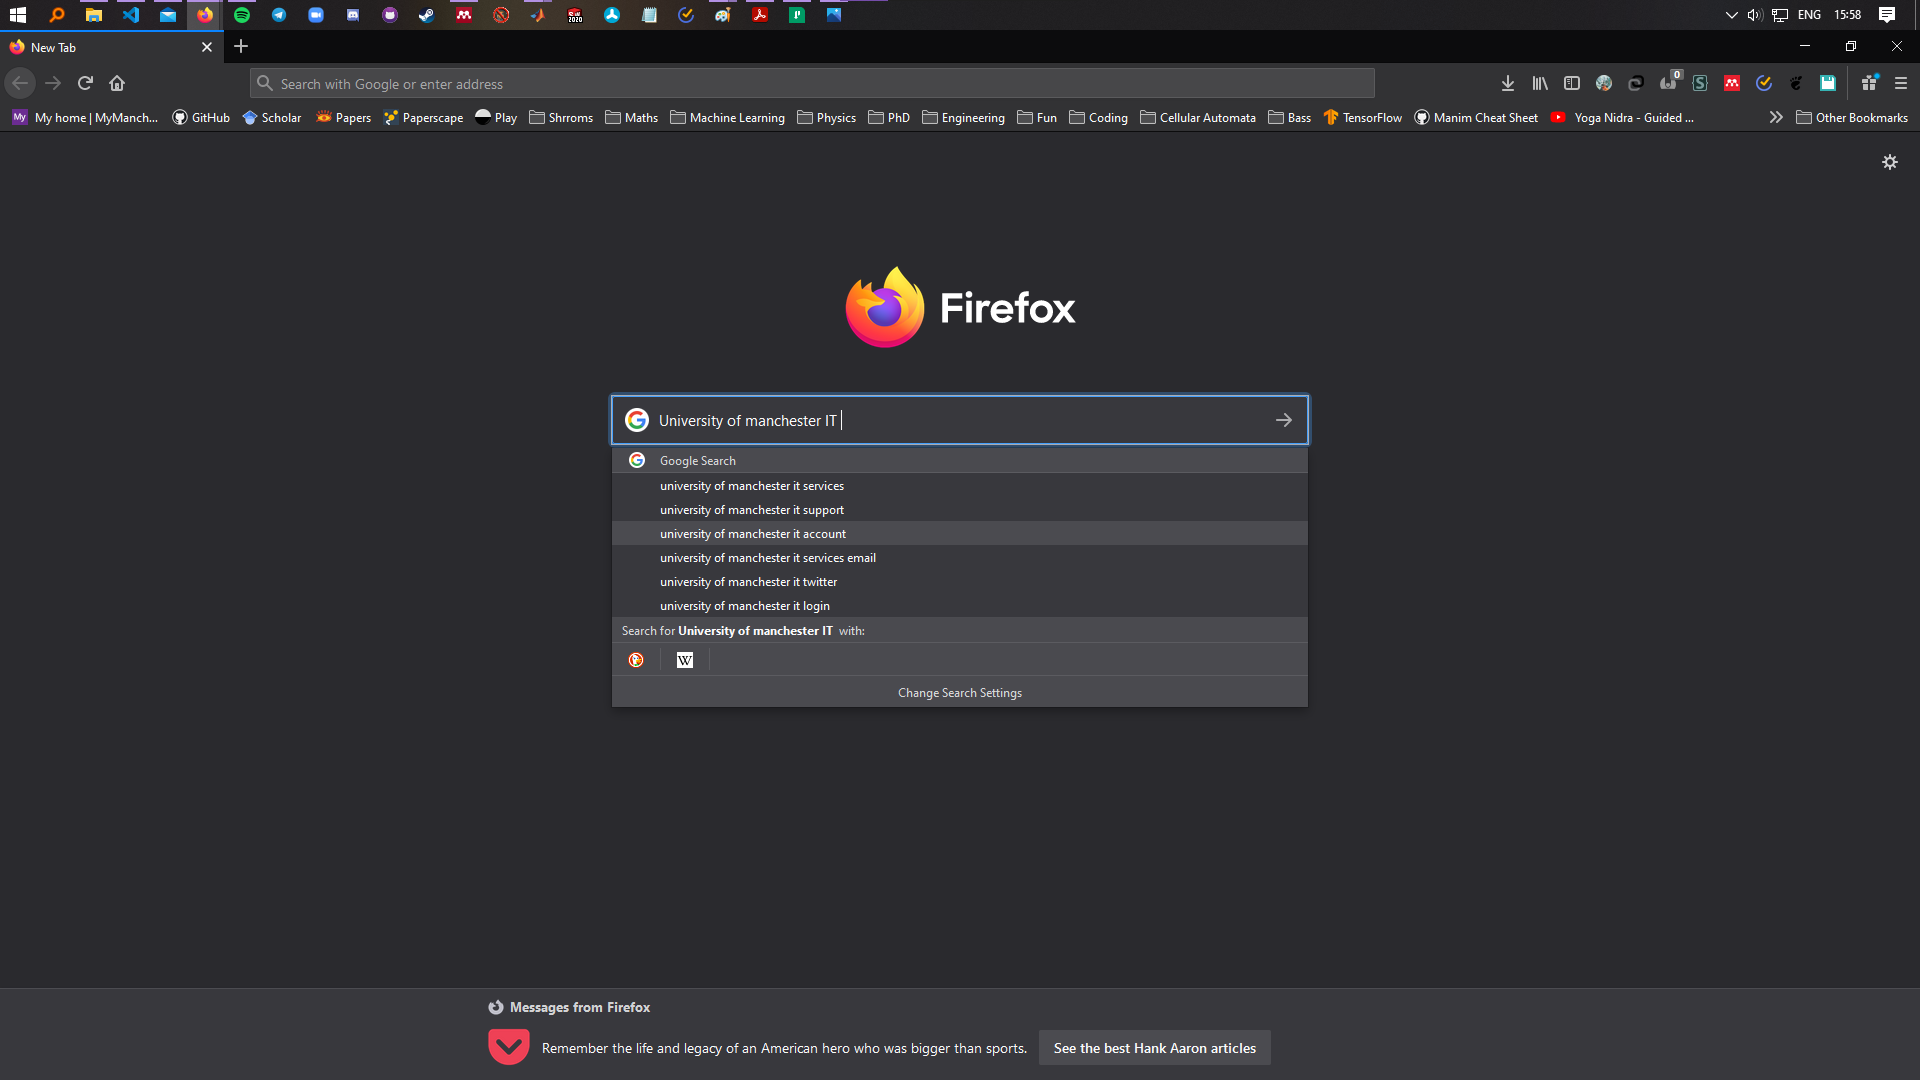 ENG 15:58
New Tab
Search with Google or enter address
0
My My home | MyManch... GitHub Scholar Papers Paperscape Play Shrroms Maths Machine Learning Physics PhD Engineering Fun Coding Cellular Automata Bass TensorFlow Manim Cheat Sheet Yoga Nidra - Guided ... Other Bookmarks
Firefox
University of manchester IT
Google Search
university of manchester it services
university of manchester it support
university of manchester it account
university of manchester it services email
university of manchester it twitter
university of manchester it login
Search for University of manchester IT with:
W
Change Search Settings
Messages from Firefox
Remember the life and legacy of an American hero who was bigger than sports. See the best Hank Aaron articles